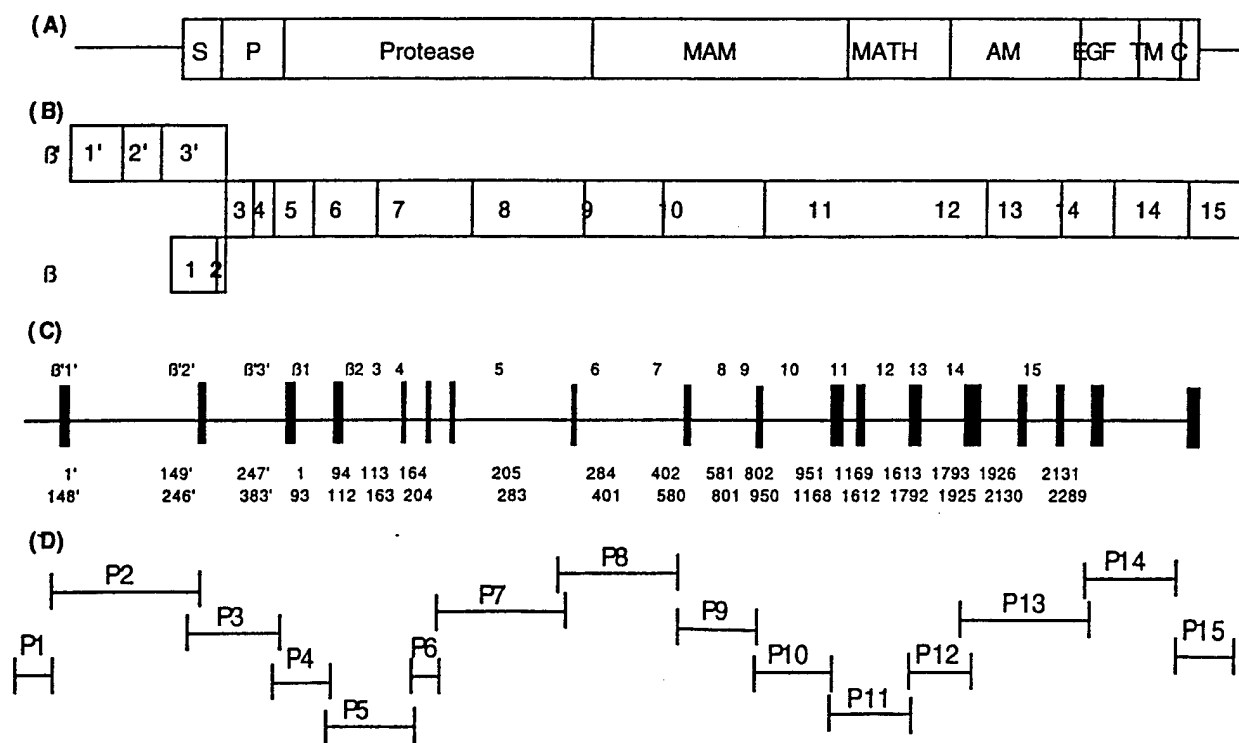 (A)
S P Protease MAM MATH AM EGF TM C
(B)
ß' 1' 2' 3'
3 4 5 6 7 8 9 10 11 12 13 14 14 15
ß 1 2
(C)
ß'1' ß'2' ß'3' ß1 ß2 3 4 5 6 7 8 9 10 11 12 13 14 15
1' 149' 247' 1 94 113 164 205 284 402 581 802 951 1169 1613 1793 1926 2131
148' 246' 383' 93 112 163 204 283 401 580 801 950 1168 1612 1792 1925 2130 2289
(D)
P8
P14
P2
P7
P13
P3
P9
P1
P6
P15
P4
P10
P12
P5
P11